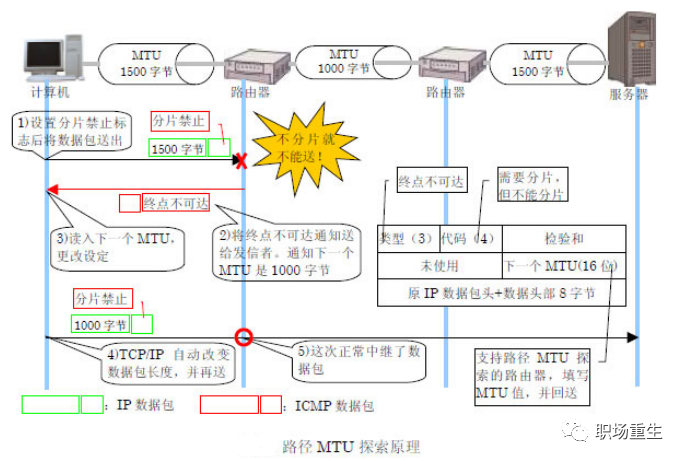 MTU
1500 字节
MTU
1000 字节
MTU
1500 字节
计算机
路由器
路由器
服务器
1)设置分片禁止标
志后将数据包送出
分片禁止
1500 字节
不分片就
不能送！
终点不可达
3)读入下一个 MTU，
更改设定
2)将终点不可达通知送
给发信者。通知下一个
MTU 是 1000 字节
终点不可达
需要分片，
但不能分片
类型（3）
代码（4）
检验和
未使用
下一个 MTU(16 位)
原 IP 数据包头+数据头部 8 字节
分片禁止
1000 字节
4)TCP/IP 自动改变
数据包长度，并再送
5)这次正常中继了数
据包
支持路径 MTU 探
索的路由器，填写
MTU 值，并回送
：IP 数据包
：ICMP 数据包
路径 MTU 探索原理
职场重生